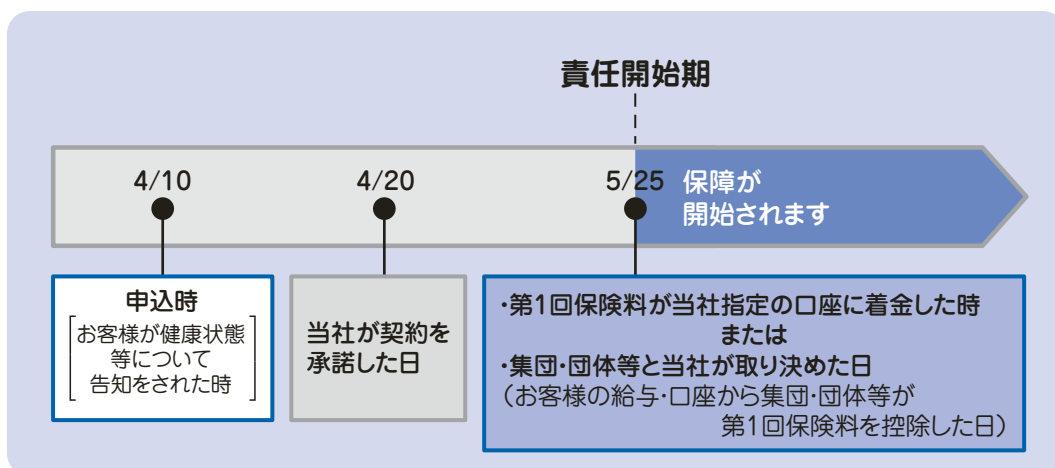 責任開始期
4/10
4/20
5/25
保障が
開始されます
申込時
お客様が健康状態
等について
告知をされた時
当社が契約を
承諾した日
・第1回保険料が当社指定の口座に着金した時
または
・集団・団体等と当社が取り決めた日
（お客様の給与・口座から集団・団体等が
第1回保険料を控除した日）